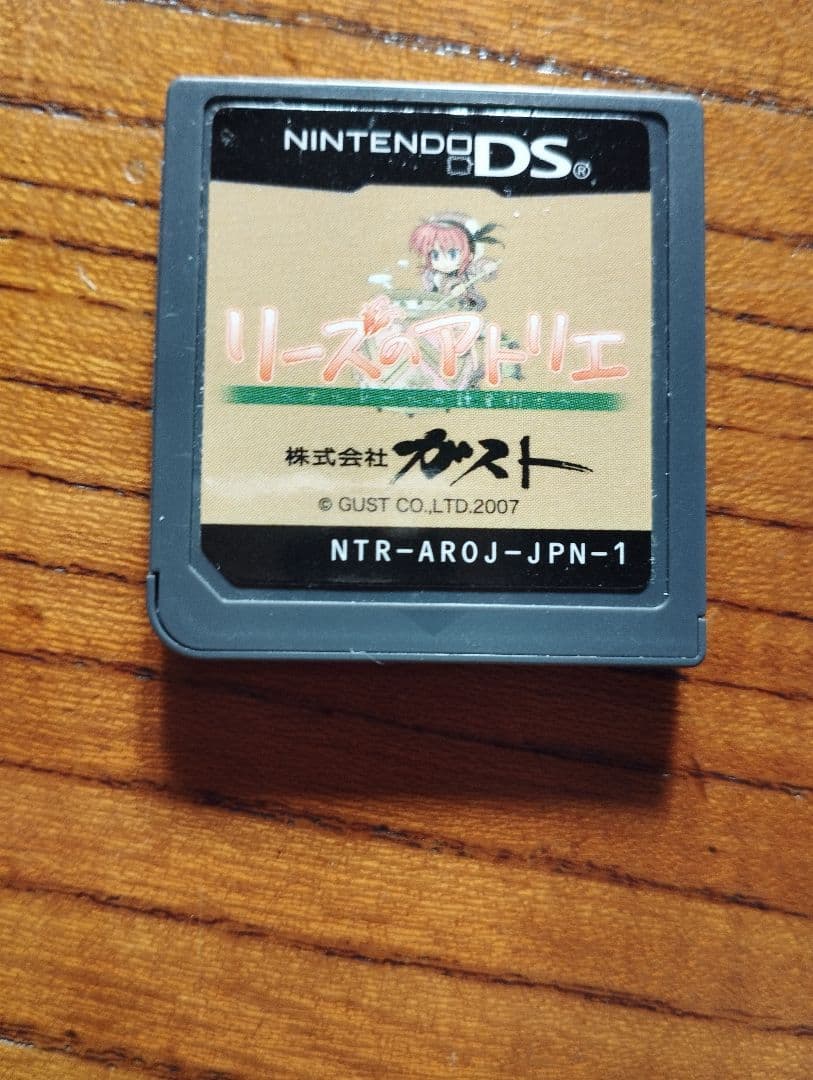 NINTENDO DS®
リーズのアトリエ
株式会社 ガスト
© GUST CO.,LTD.2007
NTR-AROJ-JPN-1